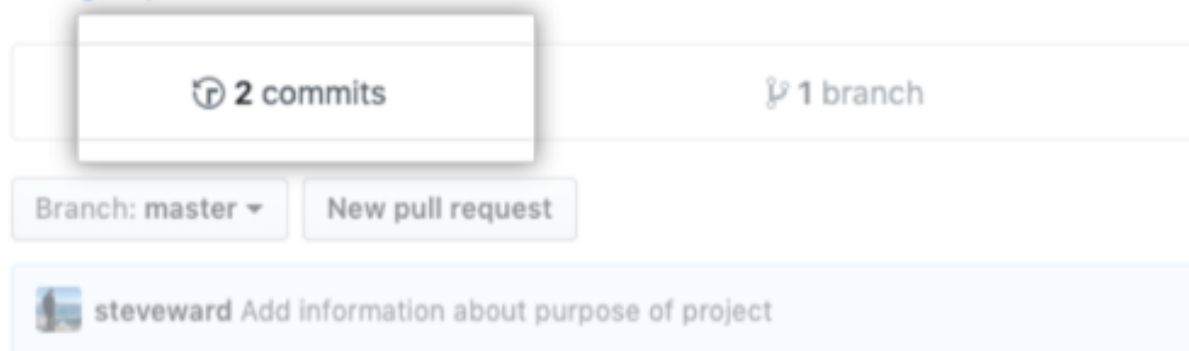 2 commits
1 branch
Branch: master
New pull request
steveward Add information about purpose of project